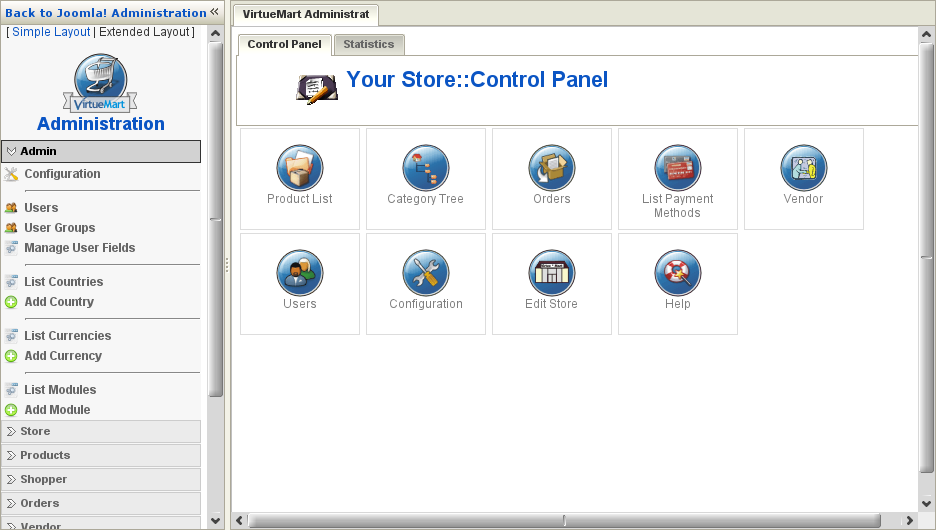 Back to Joomla! Administration «
[ Simple Layout | Extended Layout ]
VirtueMart
Administration
Admin
Configuration
Users
User Groups
Manage User Fields
List Countries
Add Country
List Currencies
Add Currency
List Modules
Add Module
Store
Products
Shopper
Orders
Vendor
VirtueMart Administrat
Control Panel
Statistics
Your Store::Control Panel
Product List
Category Tree
Orders
List Payment
Methods
Vendor
Users
Configuration
Edit Store
Help